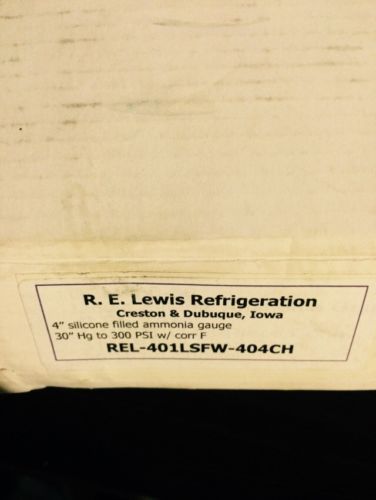 R. E. Lewis Refrigeration
Creston & Dubuque, Iowa
4" silicone filled ammonia gauge
30" Hg to 300 PSI w/ corr F
REL-401LSFW-404CH